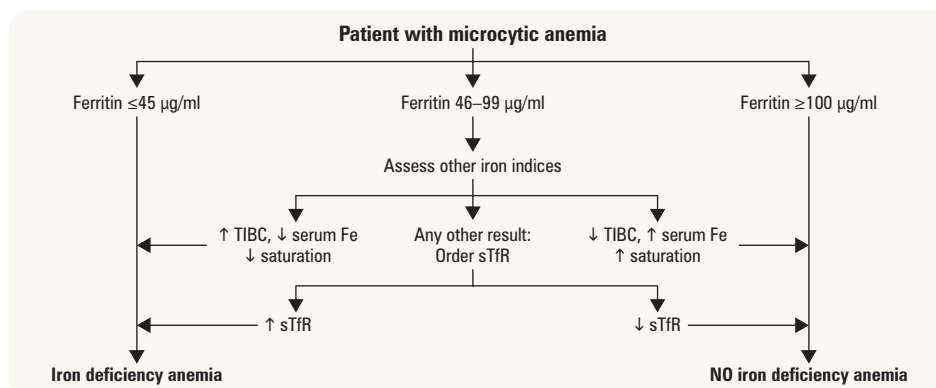 Patient with microcytic anemia
Ferritin ≤45 µg/ml
Ferritin 46–99 µg/ml
Ferritin ≥100 µg/ml
Assess other iron indices
↑ TIBC, ↓ serum Fe
↓ saturation
Any other result:
Order sTfR
↓ TIBC, ↑ serum Fe
↑ saturation
↑ sTfR
↓ sTfR
Iron deficiency anemia
NO iron deficiency anemia